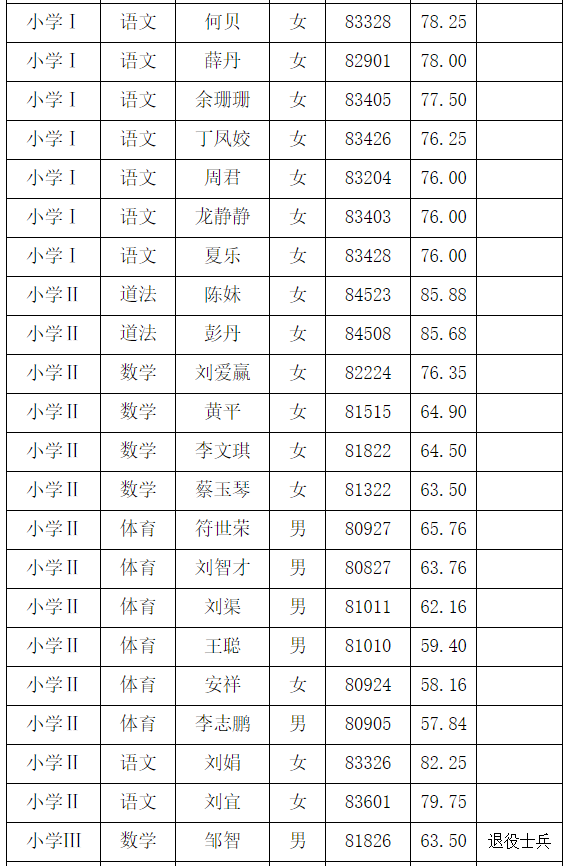 小学Ⅰ 语文 何贝 女 83328 78.25
小学Ⅰ 语文 薛丹 女 82901 78.00
小学Ⅰ 语文 余珊珊 女 83405 77.50
小学Ⅰ 语文 丁凤姣 女 83426 76.25
小学Ⅰ 语文 周君 女 83204 76.00
小学Ⅰ 语文 龙静静 女 83403 76.00
小学Ⅰ 语文 夏乐 女 83428 76.00
小学Ⅱ 道法 陈妹 女 84523 85.88
小学Ⅱ 道法 彭丹 女 84508 85.68
小学Ⅱ 数学 刘爱赢 女 82224 76.35
小学Ⅱ 数学 黄平 女 81515 64.90
小学Ⅱ 数学 李文琪 女 81822 64.50
小学Ⅱ 数学 蔡玉琴 女 81322 63.50
小学Ⅱ 体育 符世荣 男 80927 65.76
小学Ⅱ 体育 刘智才 男 80827 63.76
小学Ⅱ 体育 刘渠 男 81011 62.16
小学Ⅱ 体育 王聪 男 81010 59.40
小学Ⅱ 体育 安祥 女 80924 58.16
小学Ⅱ 体育 李志鹏 男 80905 57.84
小学Ⅱ 语文 刘娟 女 83326 82.25
小学Ⅱ 语文 刘宜 女 83601 79.75
小学Ⅲ 数学 邹智 男 81826 63.50 退役士兵